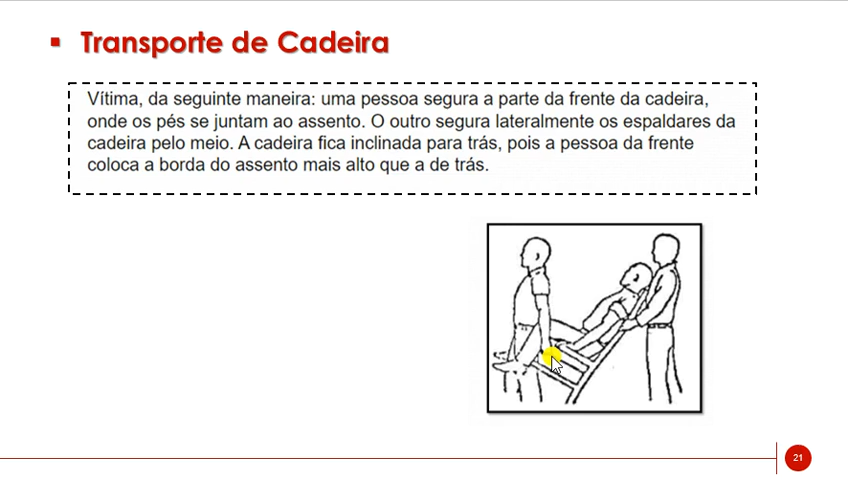 Transporte de Cadeira
Vítima, da seguinte maneira: uma pessoa segura a parte da frente da cadeira,
onde os pés se juntam ao assento. O outro segura lateralmente os espaldares da
cadeira pelo meio. A cadeira fica inclinada para trás, pois a pessoa da frente
coloca a borda do assento mais alto que a de trás.
21